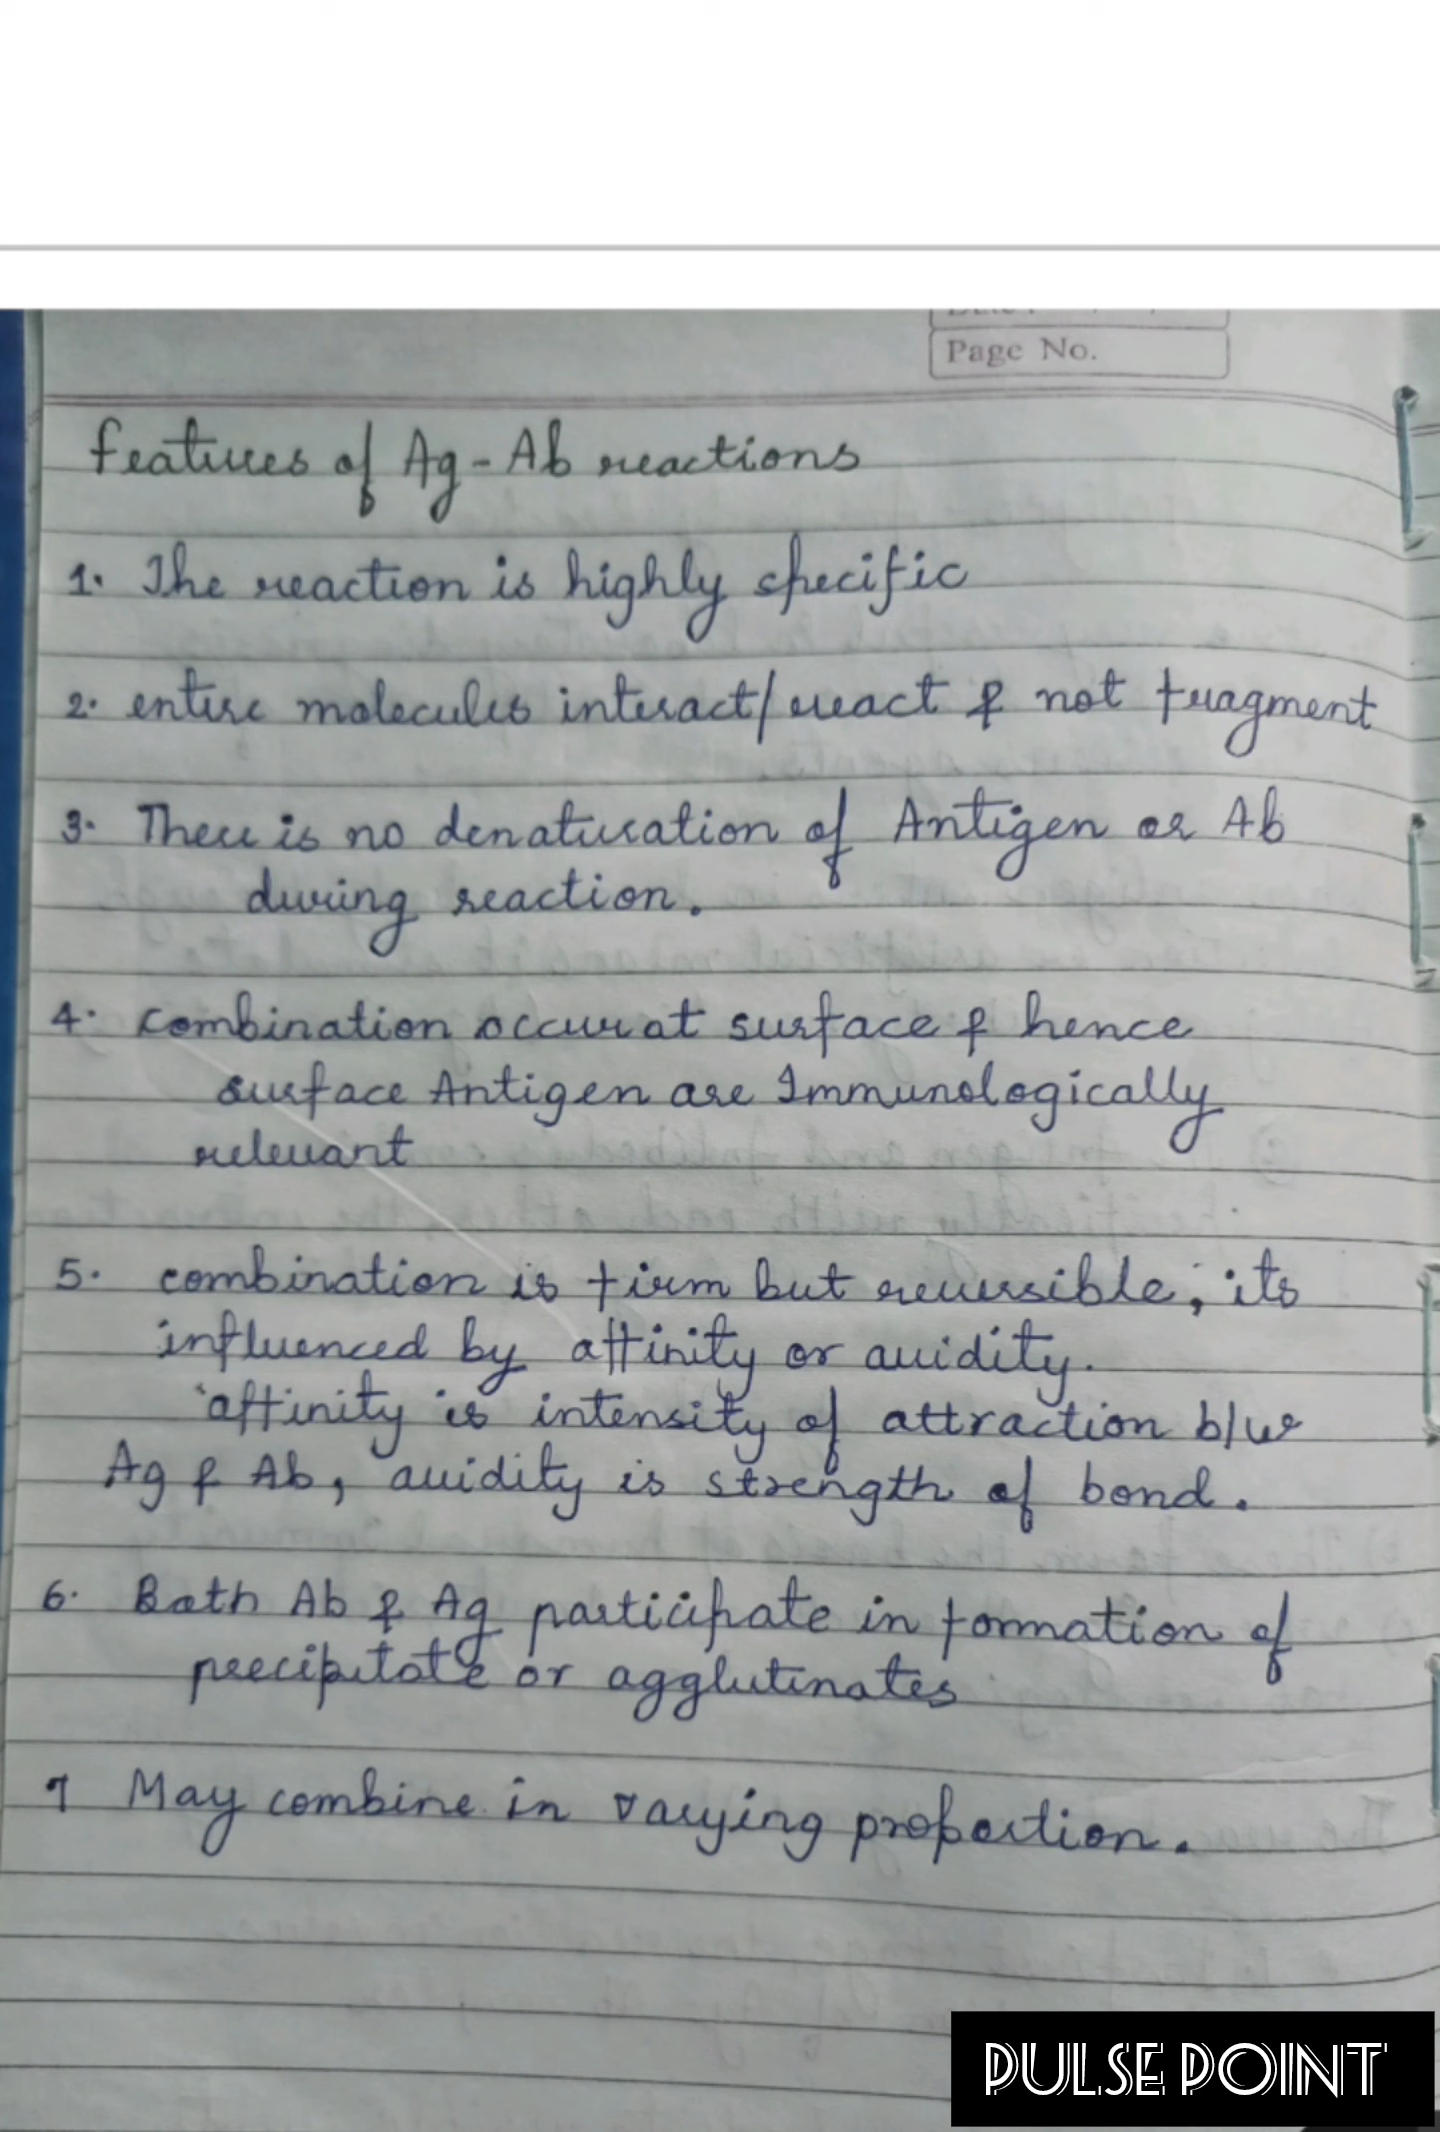 Page No.
features of Ag-Ab reactions
1. The reaction is highly specific
2. entire molecules interact/react & not fragment
3. There is no denaturation of Antigen or Ab
during reaction.
4. combination occur at surface & hence
surface Antigen are Immunologically
relevant
5. combination is firm but reversible, its
influenced by affinity or avidity.
affinity is intensity of attraction b/w
Ag & Ab, avidity is strength of bond.
6. Both Ab & Ag participate in formation of
precipitate or agglutinates
7 May combine in varying proportion.
PULSE POINT